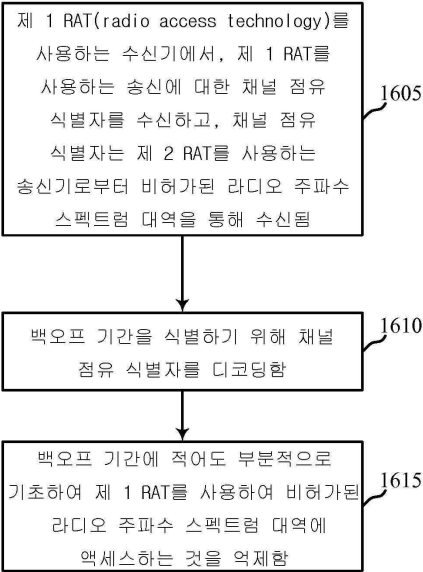 제 1 RAT(radio access technology)를
사용하는 수신기에서, 제 1 RAT를
사용하는 송신에 대한 채널 점유
식별자를 수신하고, 채널 점유
식별자는 제 2 RAT를 사용하는
송신기로부터 비허가된 라디오 주파수
스펙트럼 대역을 통해 수신됨
1605
백오프 기간을 식별하기 위해 채널
점유 식별자를 디코딩함
1610
백오프 기간에 적어도 부분적으로
기초하여 제 1 RAT를 사용하여 비허가된
라디오 주파수 스펙트럼 대역에
액세스하는 것을 억제함
1615